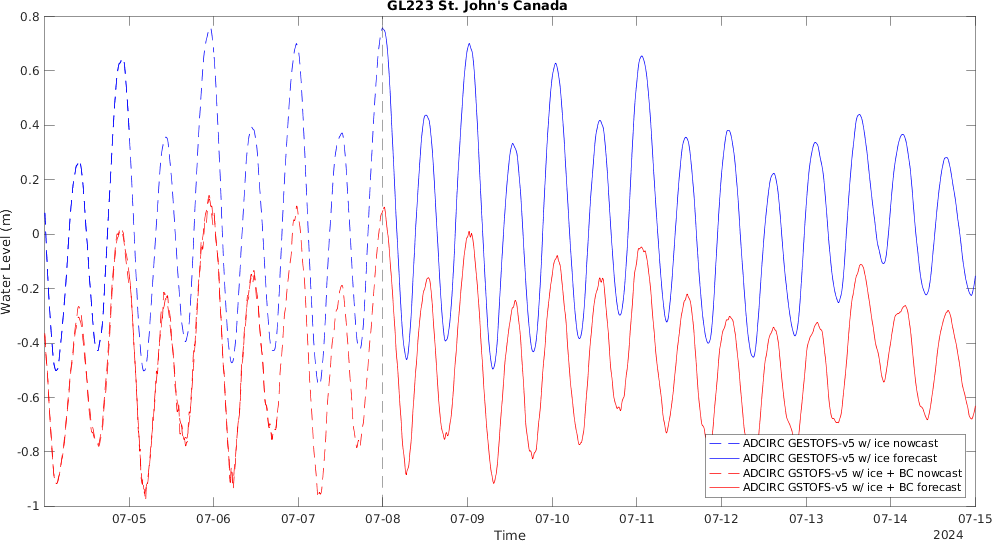 GL223 St. John's Canada
0.8
0.6
0.4
0.2
0
-0.2
-0.4
-0.6
-0.8
-1
Water Level (m)
ADCIRC GESTOFS-v5 w/ ice nowcast
ADCIRC GESTOFS-v5 w/ ice forecast
ADCIRC GSTOFS-v5 w/ ice + BC nowcast
ADCIRC GSTOFS-v5 w/ ice + BC forecast
07-05 07-06 07-07 07-08 07-09 07-10 07-11 07-12 07-13 07-14 07-15
Time
2024